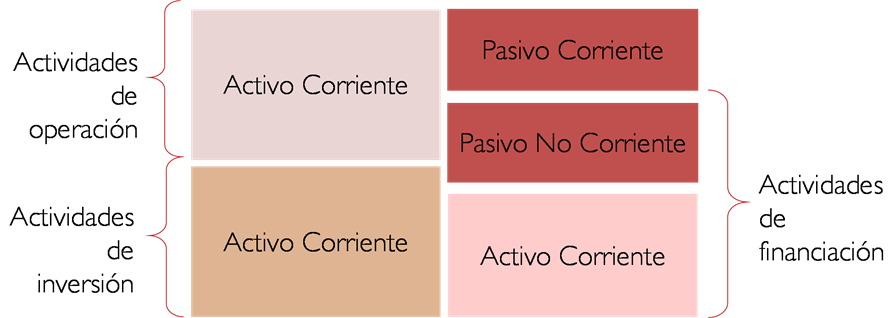 Actividades
de
operación
Activo Corriente
Pasivo Corriente
Pasivo No Corriente
Actividades
de
inversión
Activo Corriente
Activo Corriente
Actividades
de
financiación